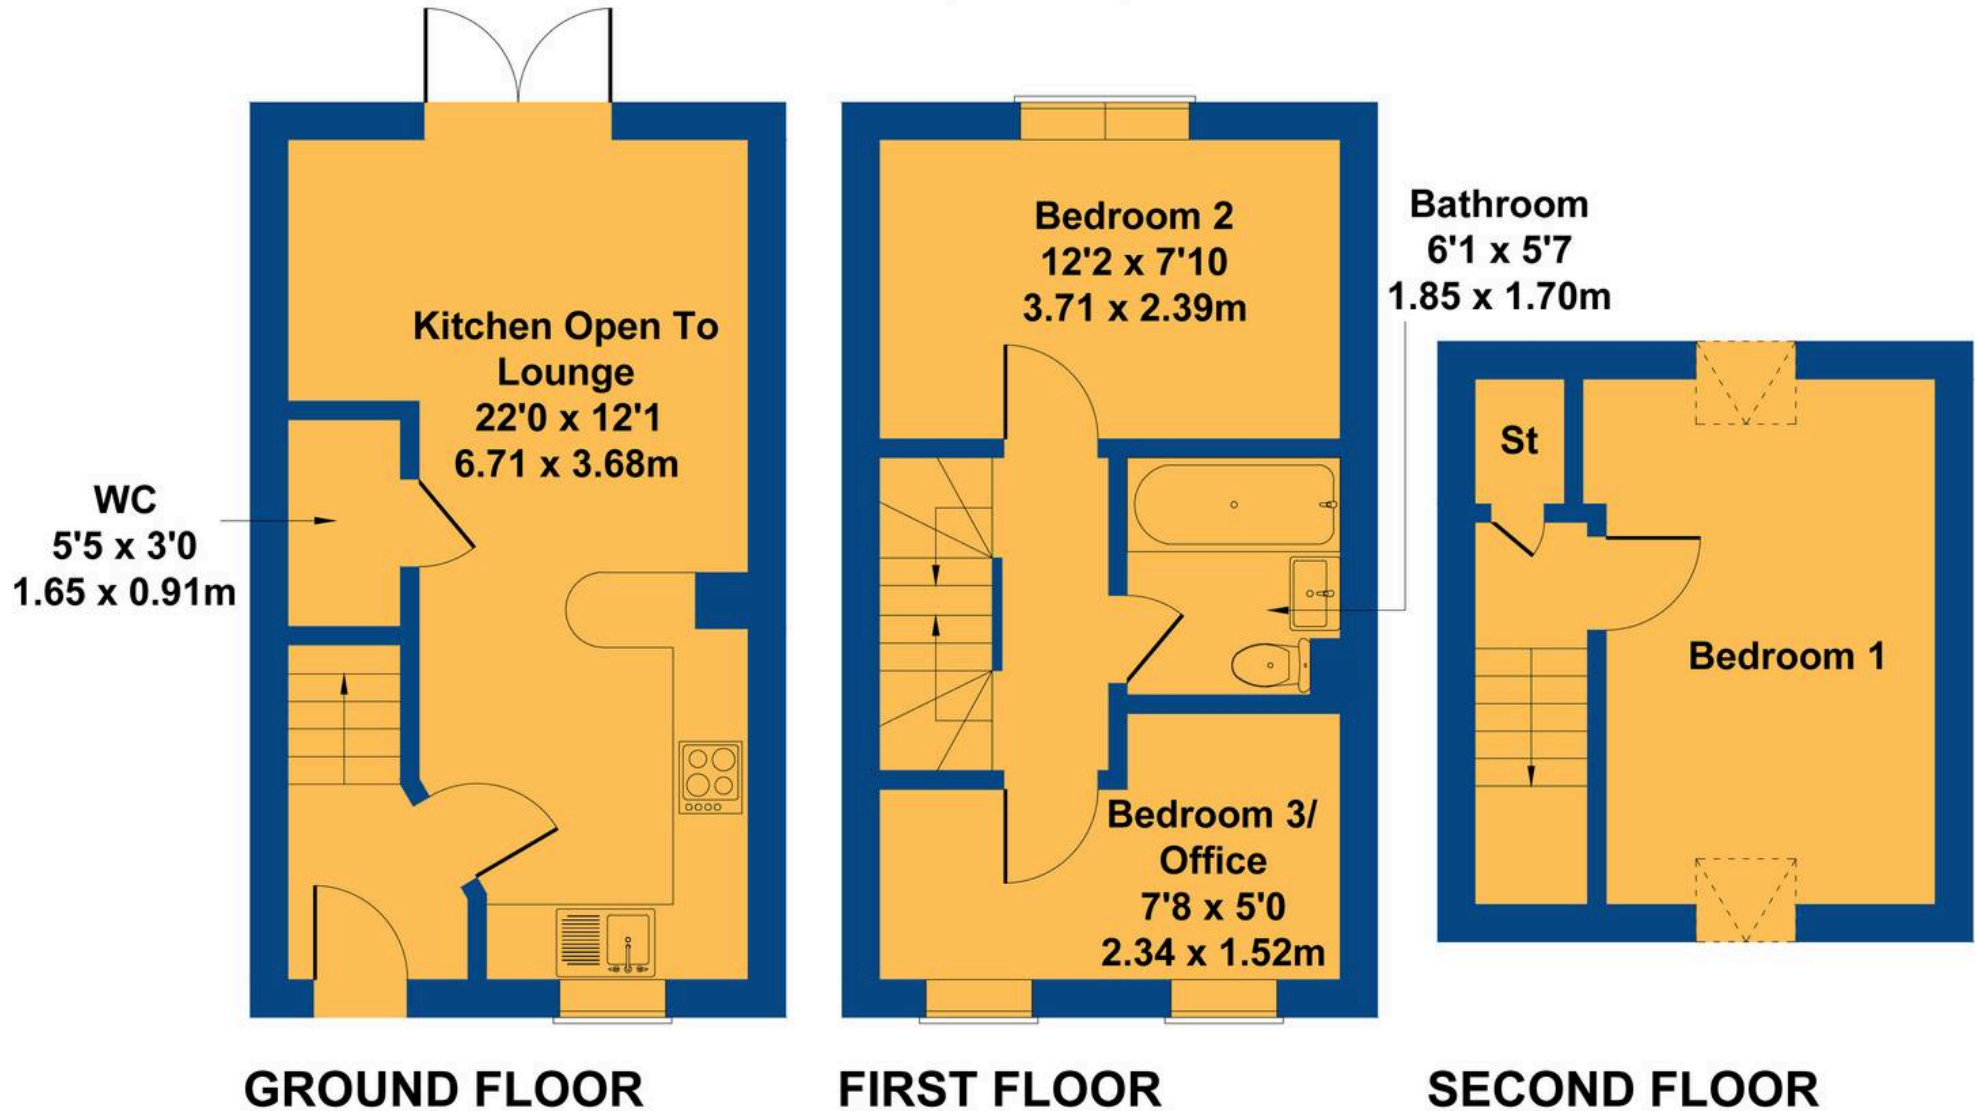 Kitchen Open To
Lounge
22'0 x 12'1
6.71 x 3.68m
WC
5'5 x 3'0
1.65 x 0.91m
GROUND FLOOR
Bedroom 2
12'2 x 7'10
3.71 x 2.39m
Bathroom
6'1 x 5'7
1.85 x 1.70m
Bedroom 3/
Office
7'8 x 5'0
2.34 x 1.52m
FIRST FLOOR
St
Bedroom 1
SECOND FLOOR